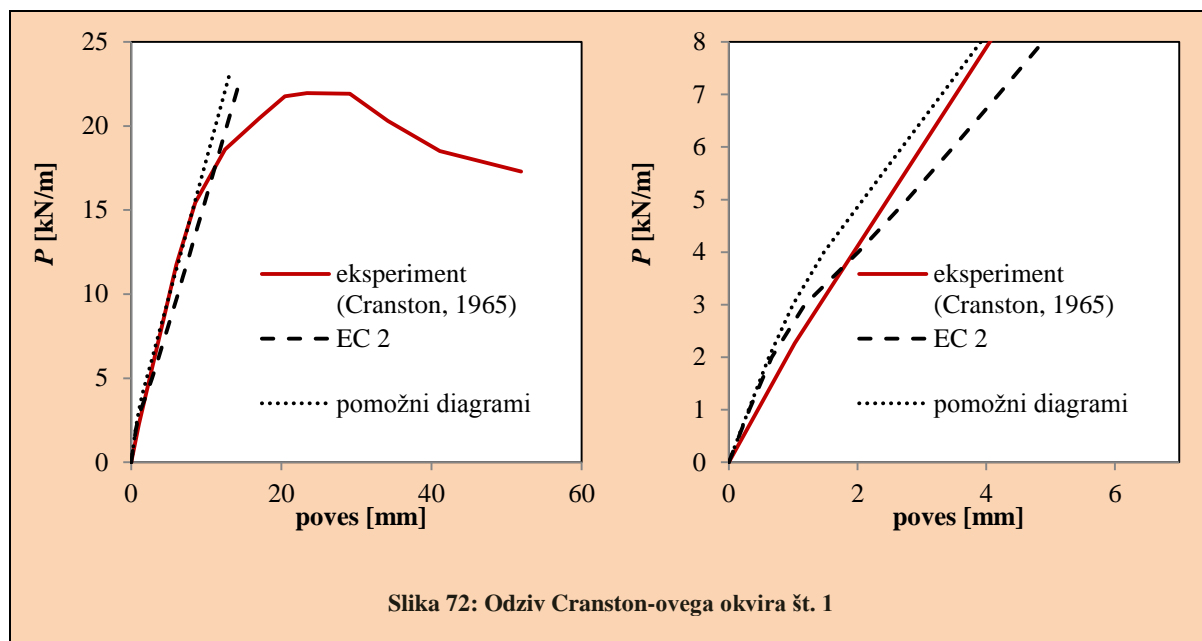 25
20
15
10
5
0
P [kN/m]
0 20 40 60
poves [mm]
eksperiment
(Cranston, 1965)
EC 2
pomožni diagrami
8
7
6
5
4
3
2
1
0
P [kN/m]
0 2 4 6
poves [mm]
eksperiment
(Cranston, 1965)
EC 2
pomožni diagrami
Slika 72: Odziv Cranston-ovega okvira št. 1